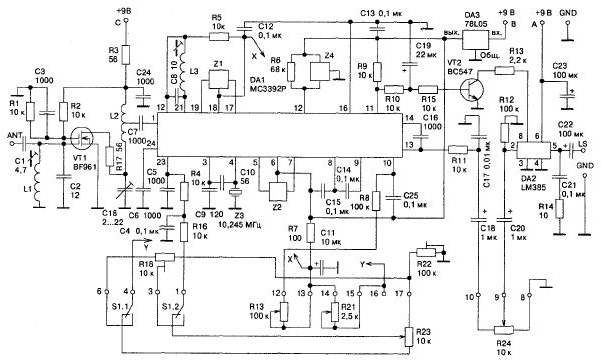 +9В
С
R3
56
C3
1000
R1
10 к
R2
10 к
C24
1000
L2
ANT
C1
4,7
L1
VT1
BF961
C2
12
R17 56
C18
2...22
C7
1000
C6
1000
C5
1000
C4 0,1 мк
R5
10 к
C8 10
L3
Z1
C12
0,1 мк
X
DA1
MC3392P
R6
68 к
Z4
C13 0,1 мк
C19
22 мк
R9
10 к
R10
10 к
R15
10 к
вых.
DA3
78L05
вх.
Общ.
+9 В
В
+9В
А
GND
VT2
BC547
R13
2,2 к
C23
100 мк
R12
100 к
C22
100 мк
LS
DA2
LM385
C21
0,1 мк
R14
10
GND
12 21 19 18 17 12 16 11
1
24
14
13
23 3 4 5 6 7 8 9 10
C16
1000
R11
10 к
C17 0,01 мк
8 6
2
5
3 4
R4
10 к
R16
10 к
C9 120
C10
56
Z3
10,245 МГц
Z2
C14
0,1 мк
C15
0,1 мк
R8
100 к
C25
0,1 мк
R7
100
C11
10 мк
C18
1 мк
C20
1 мк
Y
X
Y
R18
10 к
R22
100 к
6 4 3 1
12 13 14 15 16 17
10 9 8
S1.1
S1.2
R13
100 к
R21
2,5 к
R23
10 к
R24
10 к